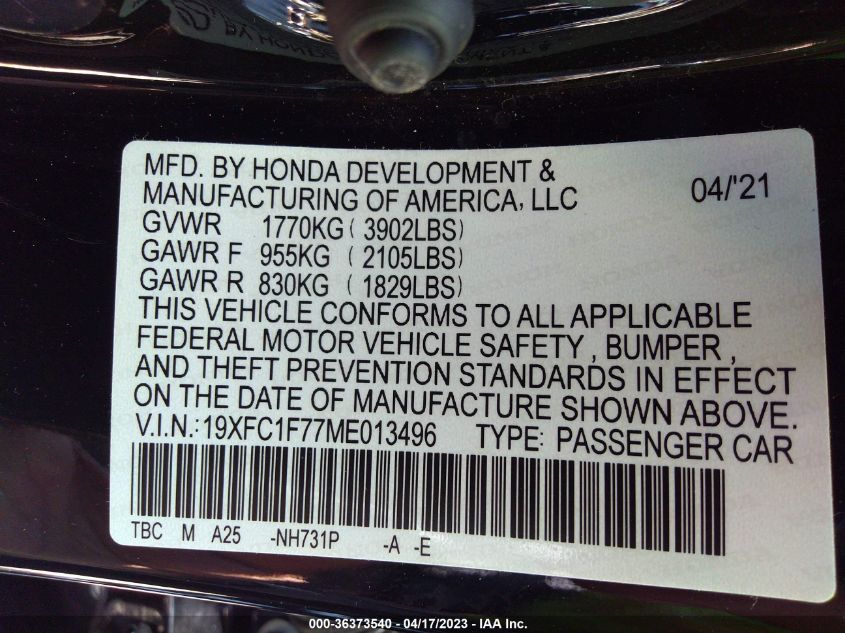 MFD. BY HONDA DEVELOPMENT &
MANUFACTURING OF AMERICA, LLC 04/'21
GVWR 1770KG ( 3902LBS)
GAWR F 955KG ( 2105LBS)
GAWR R 830KG ( 1829LBS)
THIS VEHICLE CONFORMS TO ALL APPLICABLE
FEDERAL MOTOR VEHICLE SAFETY , BUMPER ,
AND THEFT PREVENTION STANDARDS IN EFFECT
ON THE DATE OF MANUFACTURE SHOWN ABOVE.
V.I.N.:19XFC1F77ME013496 TYPE: PASSENGER CAR
TBC M A25 -NH731P -A -E
000-36373540 - 04/17/2023 - IAA Inc.